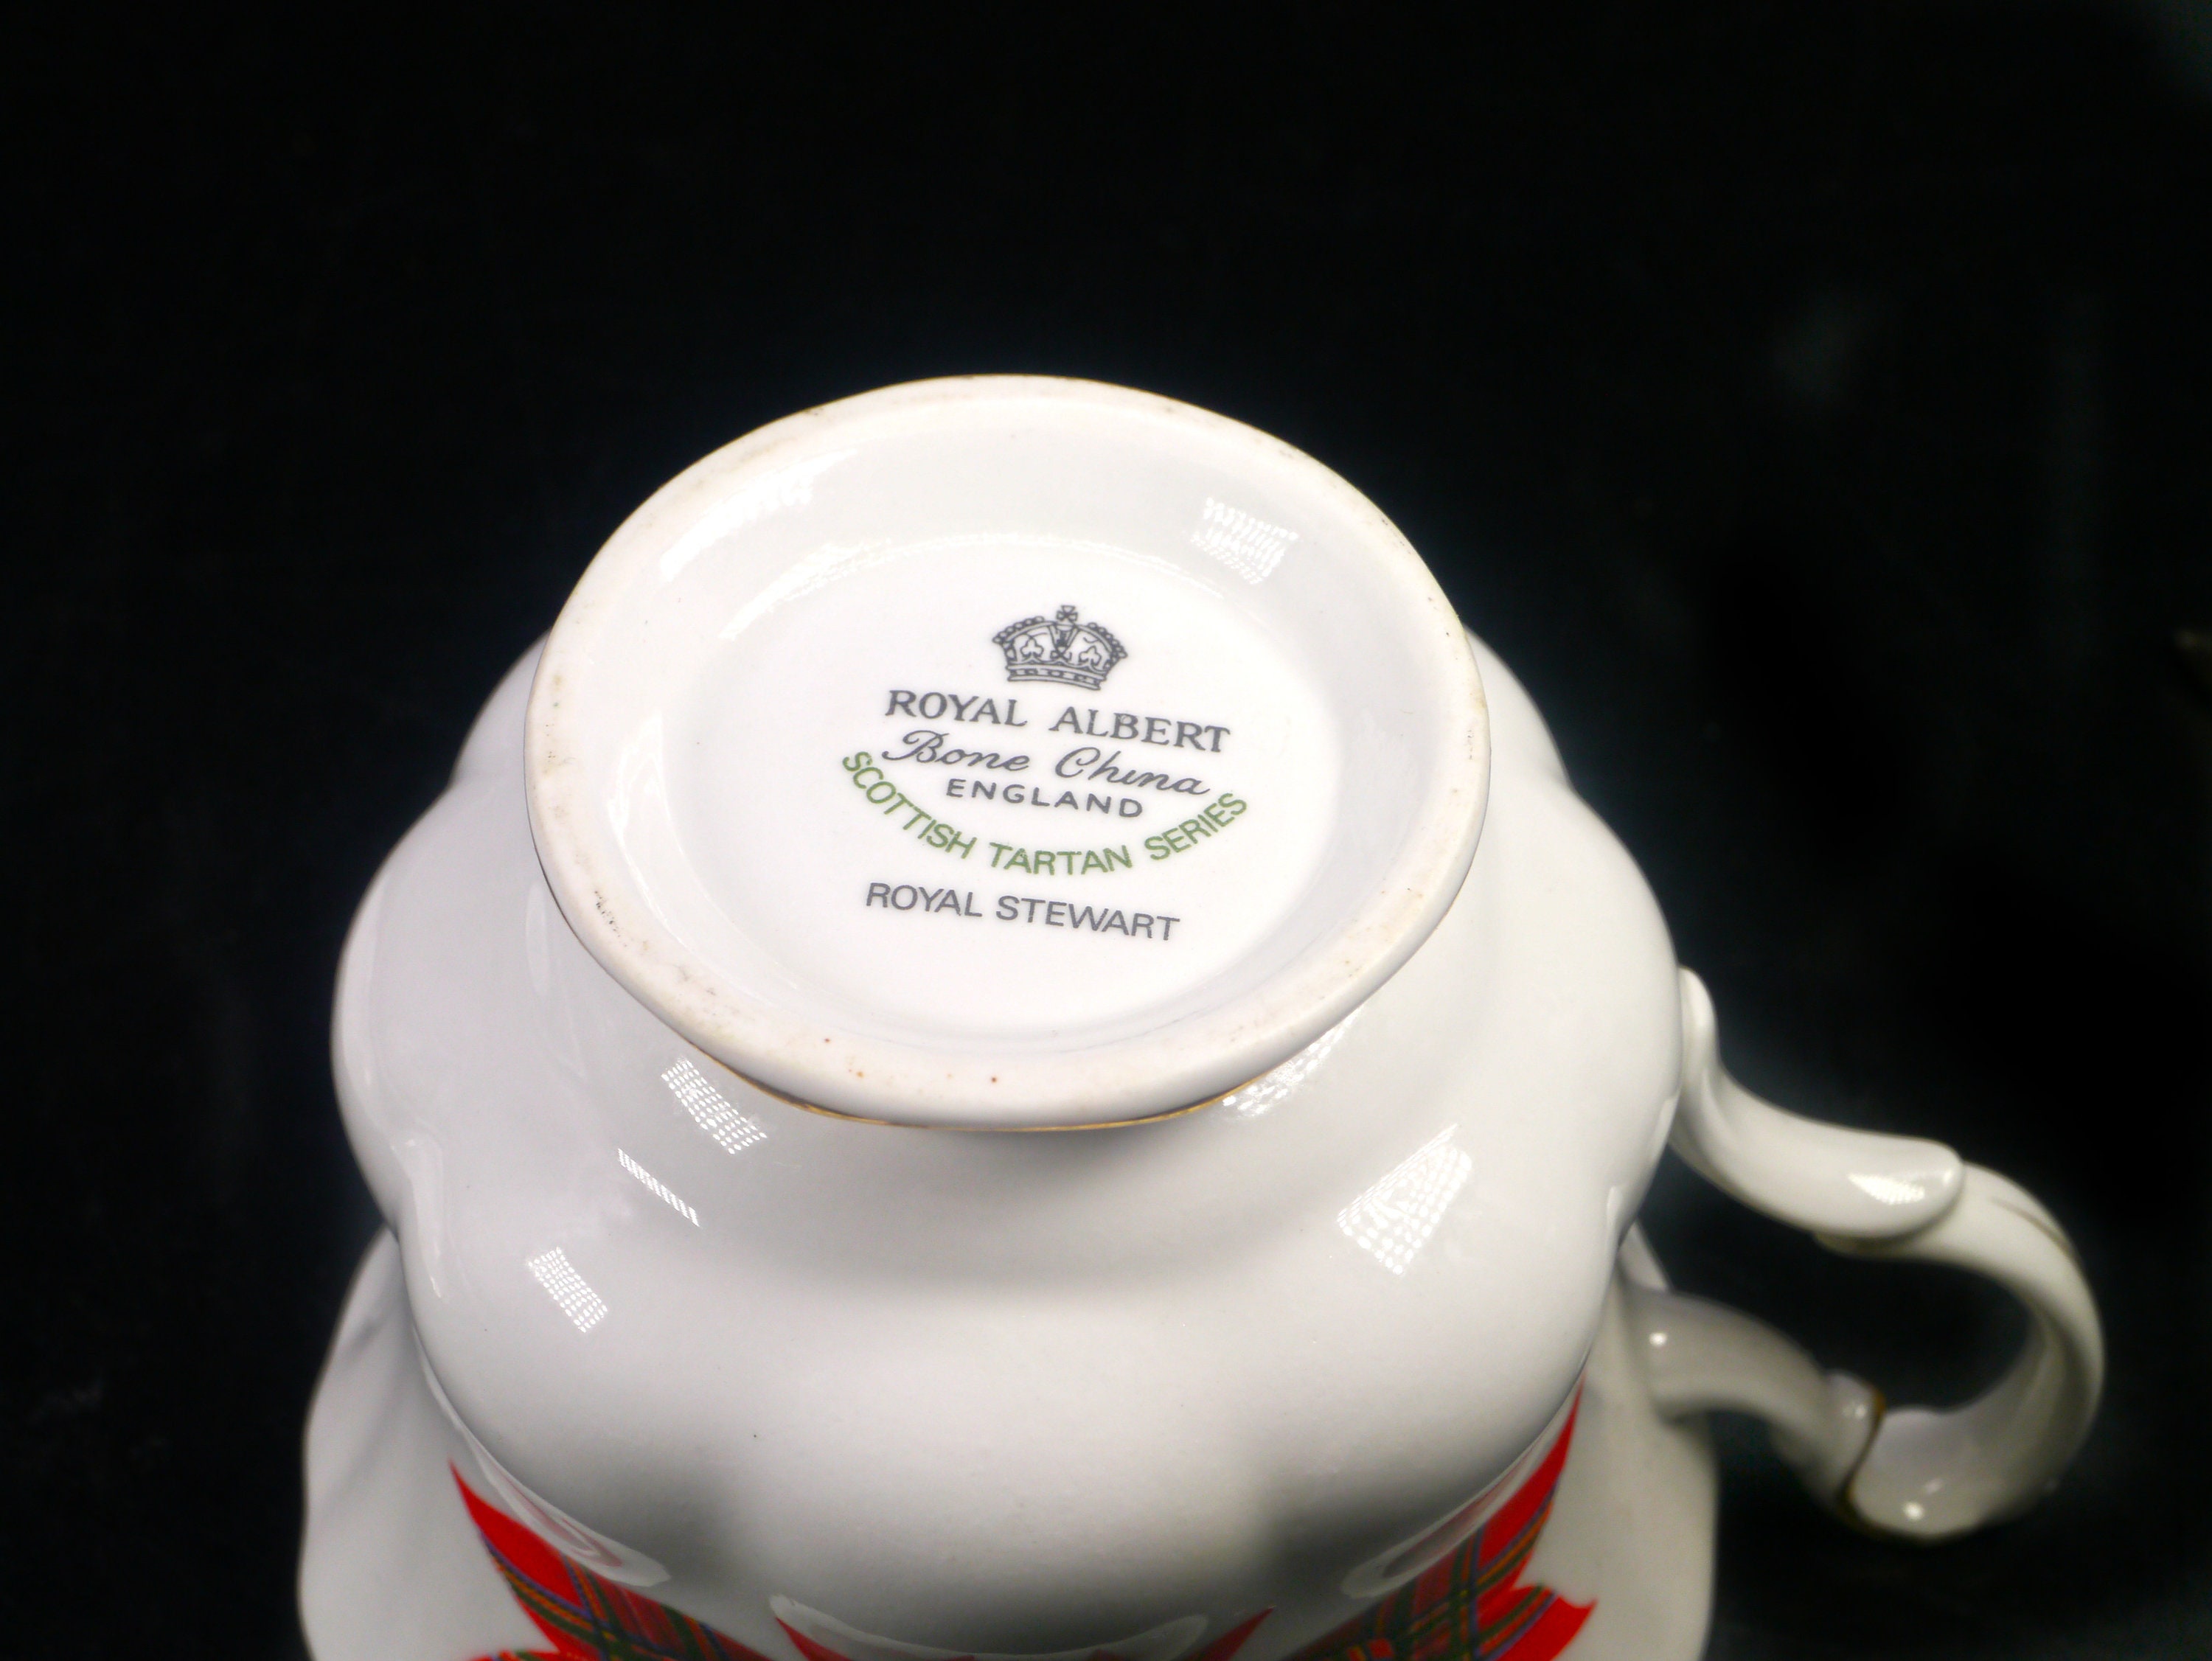 ROYAL ALBERT
Bone China
ENGLAND
SCOTTISH TARTAN SERIES
ROYAL STEWART